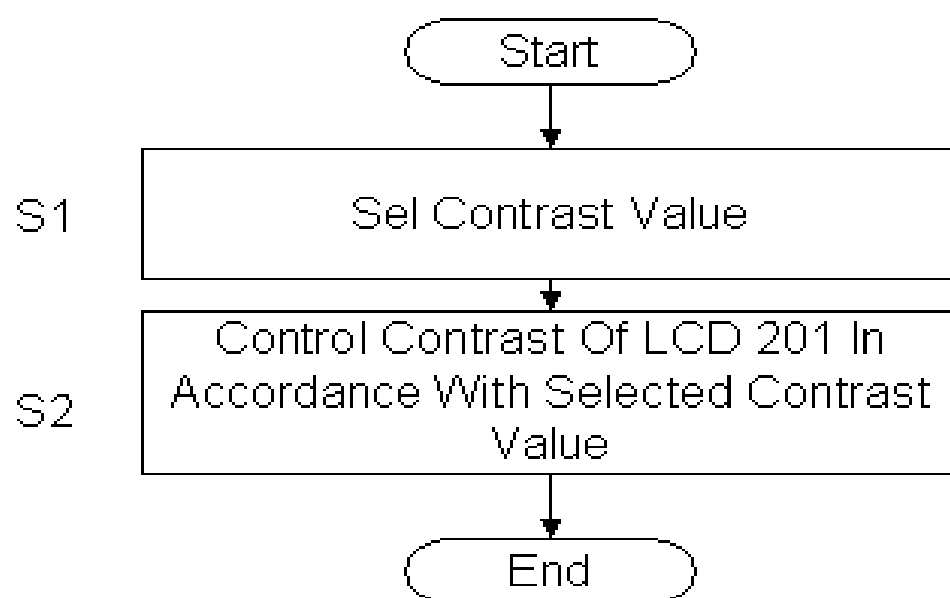 Start
S1
Sel Contrast Value
S2
Control Contrast Of LCD 201 In
Accordance With Selected Contrast
Value
End